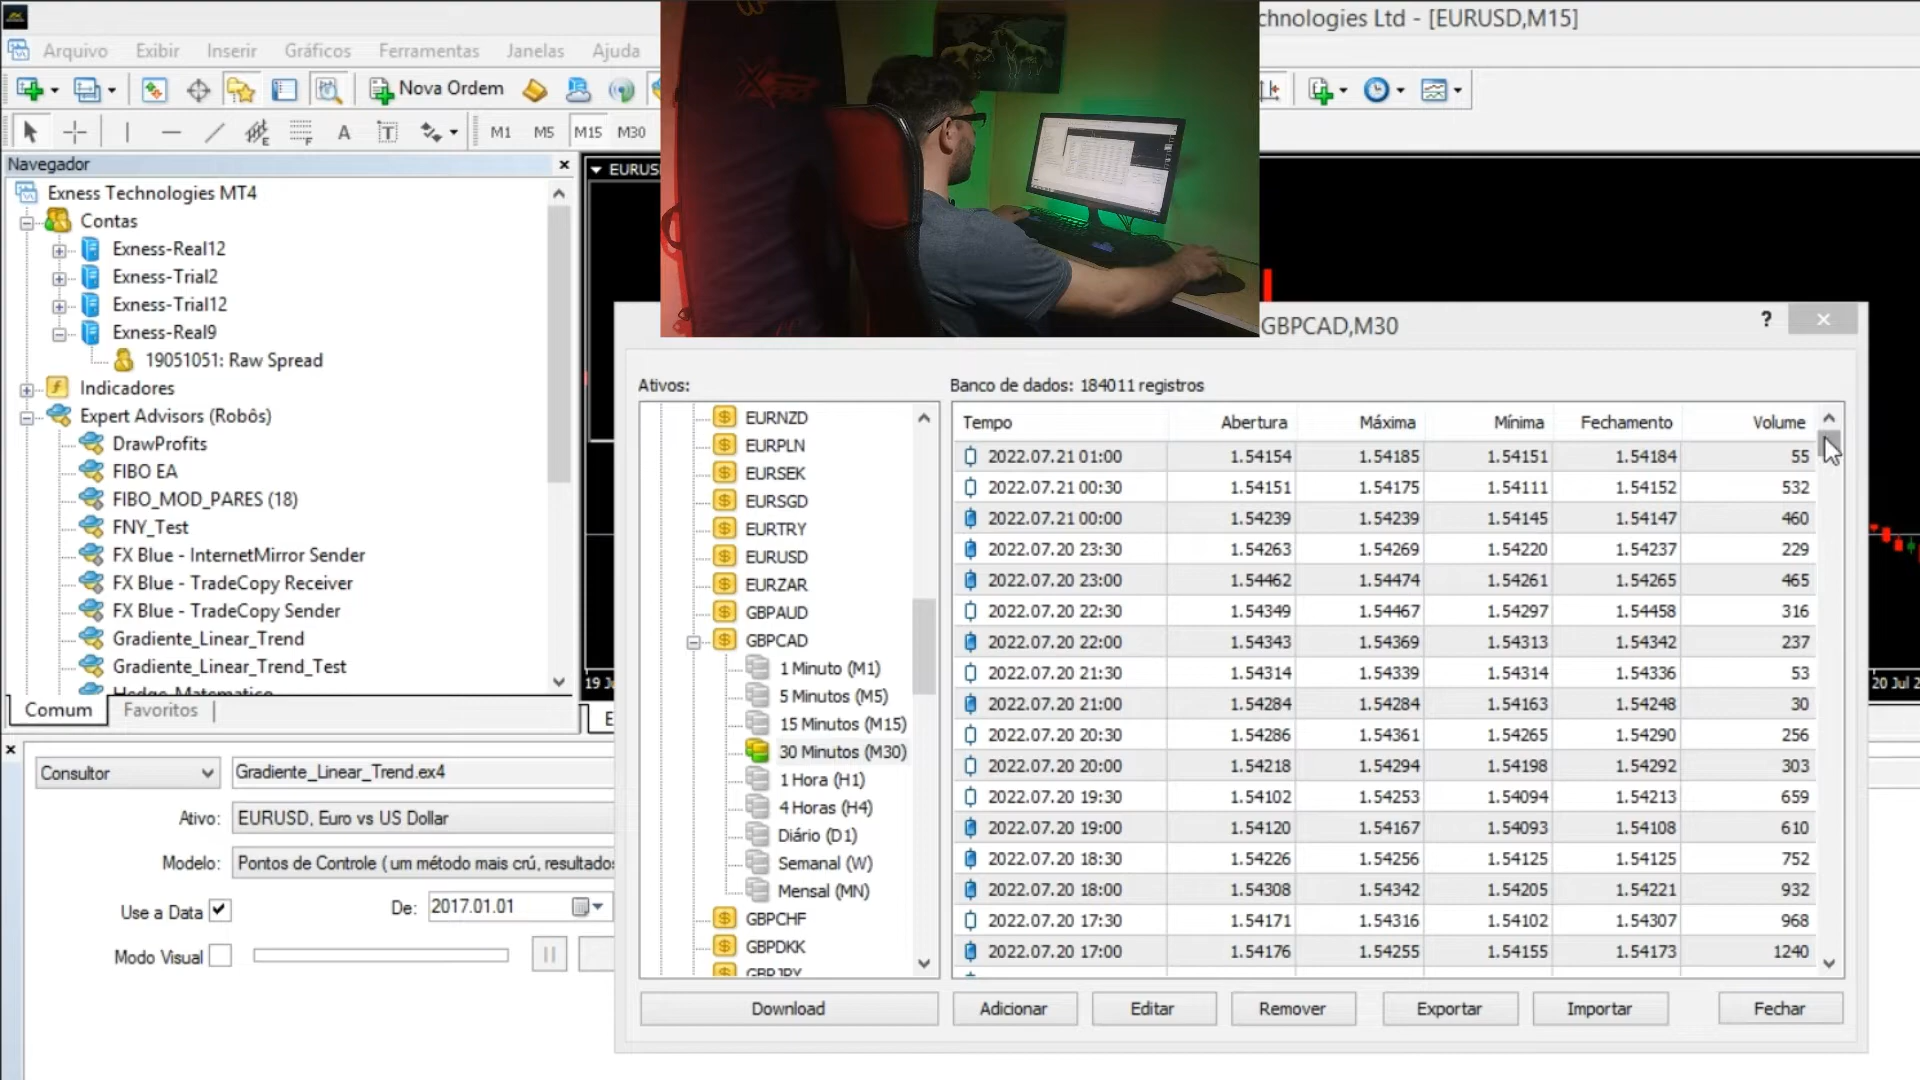 chnologies Ltd - [EURUSD,M15]
Arquivo Exibir Inserir Gráficos Ferramentas Janelas Ajuda
Nova Ordem
A T M1 M5 M15 M30
Navegador
Exness Technologies MT4
Contas
Exness-Real12
Exness-Trial2
Exness-Trial12
Exness-Real9
19051051: Raw Spread
Indicadores
Expert Advisors (Robôs)
DrawProfits
FIBO EA
FIBO_MOD_PARES (18)
FNY_Test
FX Blue - InternetMirror Sender
FX Blue - TradeCopy Receiver
FX Blue - TradeCopy Sender
Gradiente_Linear_Trend
Gradiente_Linear_Trend_Test
Hedge-Matematico
Comum Favoritos
EURUS
19 Ju
20 Jul 2
E
Consultor Gradiente_Linear_Trend.ex4
Ativo: EURUSD, Euro vs US Dollar
Modelo: Pontos de Controle ( um método mais crú, resultados
Use a Data De: 2017.01.01
Modo Visual
GBPCAD,M30 ?
Ativos:
EURNZD
EURPLN
EURSEK
EURSGD
EURTRY
EURUSD
EURZAR
GBPAUD
GBPCAD
1 Minuto (M1)
5 Minutos (M5)
15 Minutos (M15)
30 Minutos (M30)
1 Hora (H1)
4 Horas (H4)
Diário (D1)
Semanal (W)
Mensal (MN)
GBPCHF
GBPDKK
GBPJPY
Banco de dados: 184011 registros
Tempo Abertura Máxima Mínima Fechamento Volume
2022.07.21 01:00 1.54154 1.54185 1.54151 1.54184 55
2022.07.21 00:30 1.54151 1.54175 1.54111 1.54152 532
2022.07.21 00:00 1.54239 1.54239 1.54145 1.54147 460
2022.07.20 23:30 1.54263 1.54269 1.54220 1.54237 229
2022.07.20 23:00 1.54462 1.54474 1.54261 1.54265 465
2022.07.20 22:30 1.54349 1.54467 1.54297 1.54458 316
2022.07.20 22:00 1.54343 1.54369 1.54313 1.54342 237
2022.07.20 21:30 1.54314 1.54339 1.54314 1.54336 53
2022.07.20 21:00 1.54284 1.54284 1.54163 1.54248 30
2022.07.20 20:30 1.54286 1.54361 1.54265 1.54290 256
2022.07.20 20:00 1.54218 1.54294 1.54198 1.54292 303
2022.07.20 19:30 1.54102 1.54253 1.54094 1.54213 659
2022.07.20 19:00 1.54120 1.54167 1.54093 1.54108 610
2022.07.20 18:30 1.54226 1.54256 1.54125 1.54125 752
2022.07.20 18:00 1.54308 1.54342 1.54205 1.54221 932
2022.07.20 17:30 1.54171 1.54316 1.54102 1.54307 968
2022.07.20 17:00 1.54176 1.54255 1.54155 1.54173 1240
Download Adicionar Editar Remover Exportar Importar Fechar